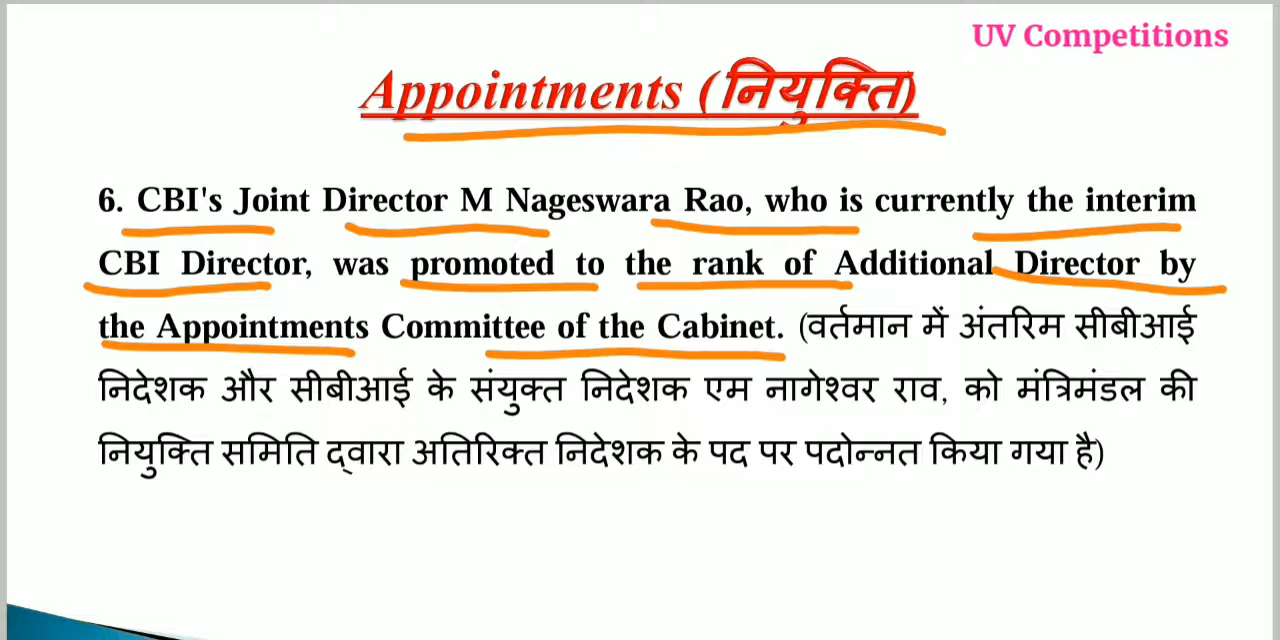 UV Competitions
Appointments (नियुक्ति)
6. CBI's Joint Director M Nageswara Rao, who is currently the interim
CBI Director, was promoted to the rank of Additional Director by
the Appointments Committee of the Cabinet. (वर्तमान में अंतरिम सीबीआई
निदेशक और सीबीआई के संयुक्त निदेशक एम नागेश्वर राव, को मंत्रिमंडल की
नियुक्ति समिति द्वारा अतिरिक्त निदेशक के पद पर पदोन्नत किया गया है)